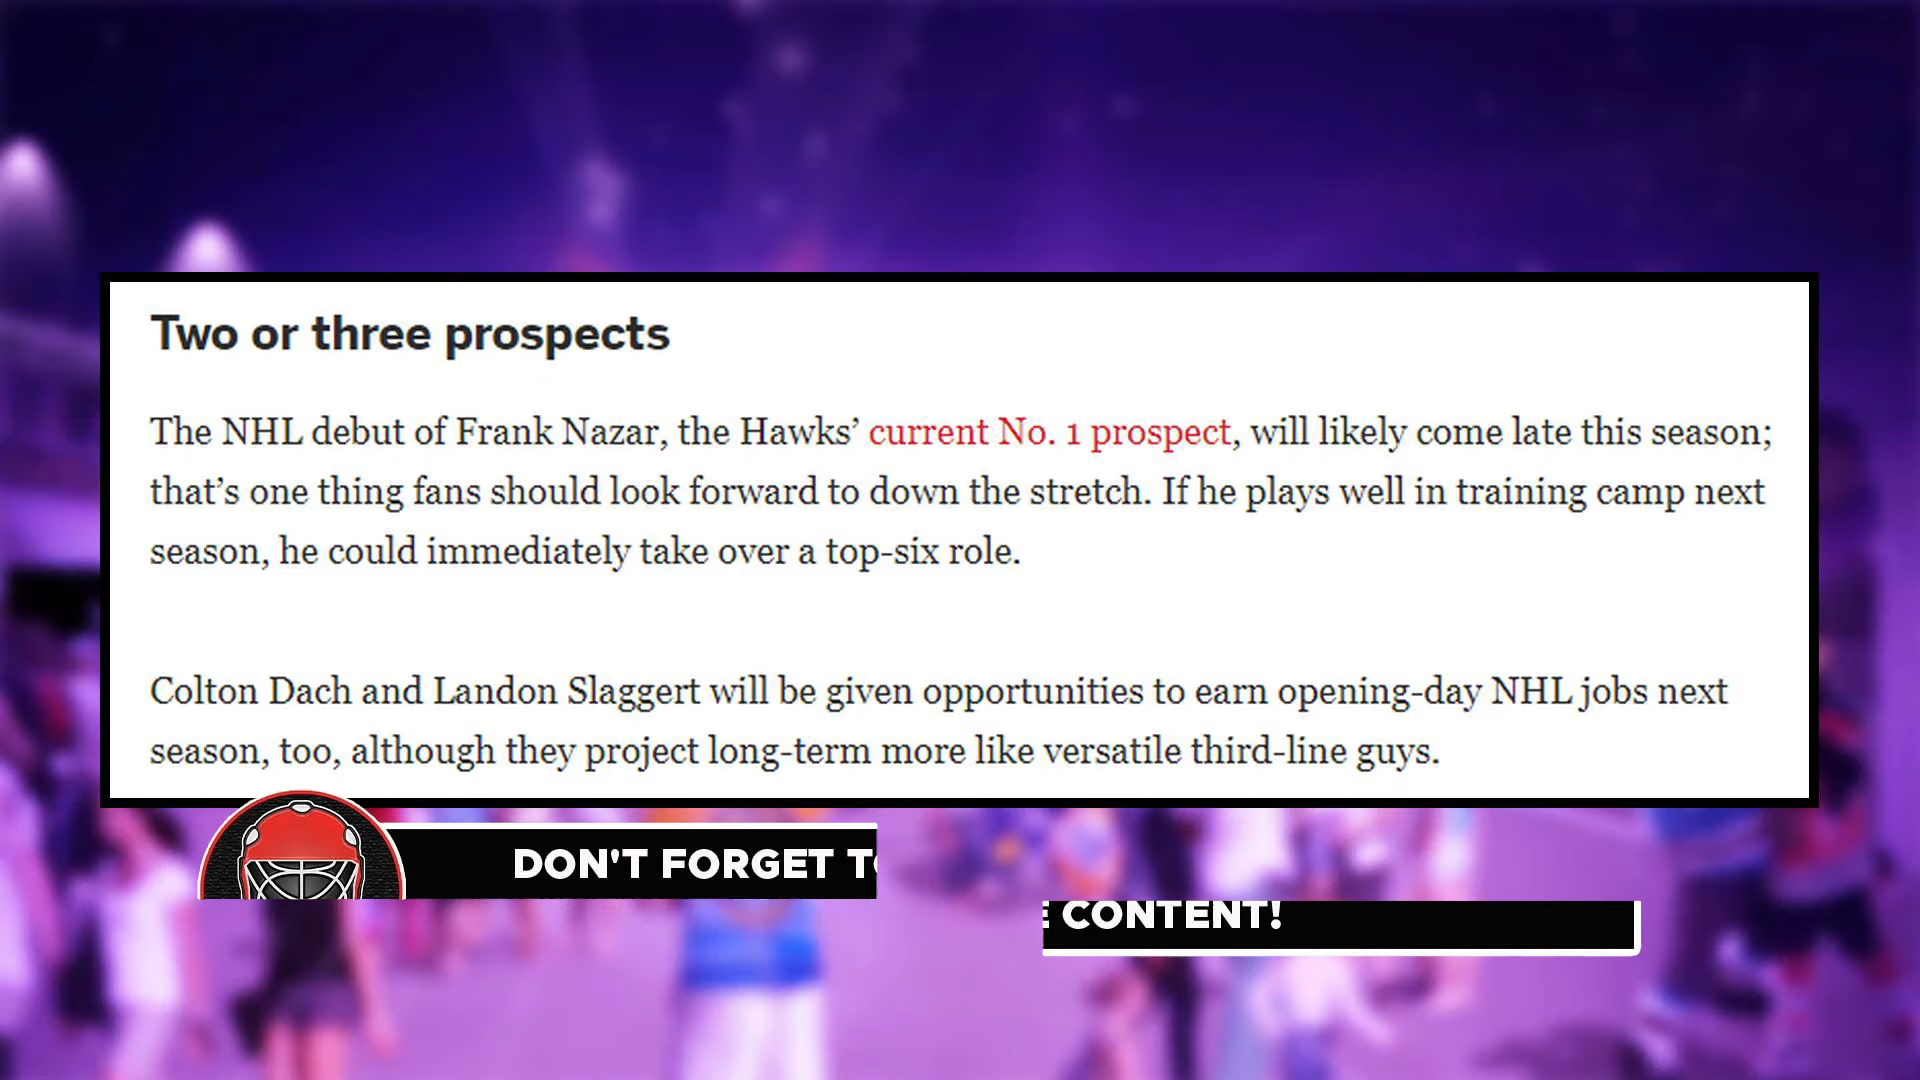 Two or three prospects
The NHL debut of Frank Nazar, the Hawks’ current No. 1 prospect, will likely come late this season;
that’s one thing fans should look forward to down the stretch. If he plays well in training camp next
season, he could immediately take over a top-six role.
Colton Dach and Landon Slaggert will be given opportunities to earn opening-day NHL jobs next
season, too, although they project long-term more like versatile third-line guys.
DON'T FORGET TO
CONTENT!